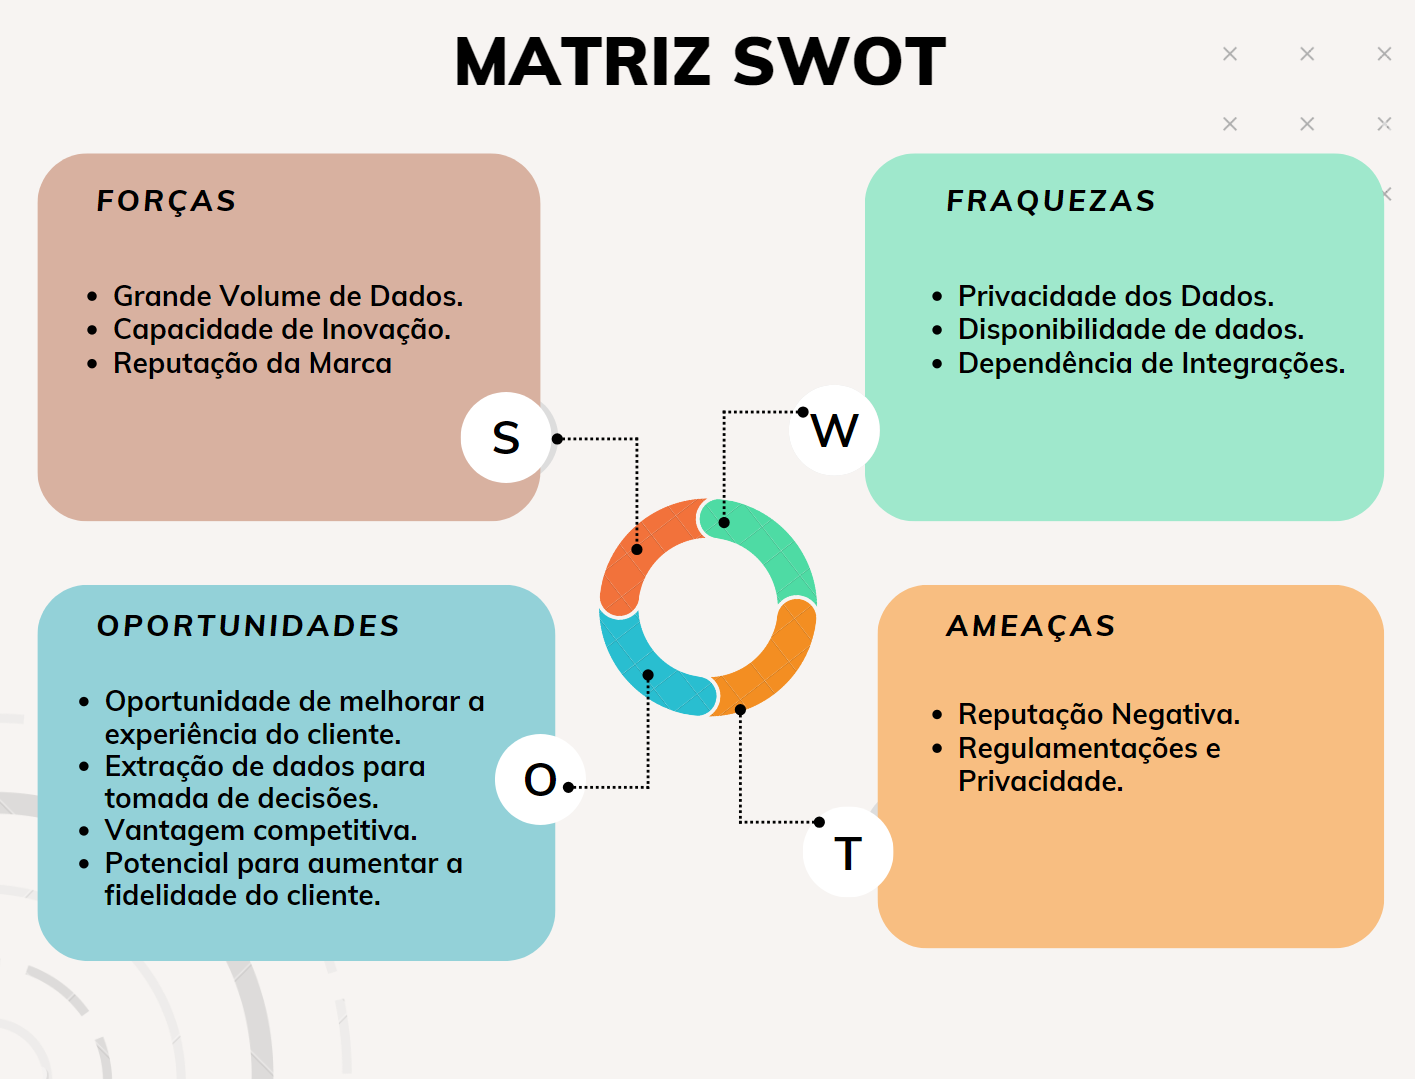 MATRIZ SWOT
FORÇAS
• Grande Volume de Dados.
• Capacidade de Inovação.
• Reputação da Marca
S
FRAQUEZAS
• Privacidade dos Dados.
• Disponibilidade de dados.
• Dependência de Integrações.
W
OPORTUNIDADES
• Oportunidade de melhorar a
experiência do cliente.
• Extração de dados para
tomada de decisões.
• Vantagem competitiva.
• Potencial para aumentar a
fidelidade do cliente.
O
AMEAÇAS
• Reputação Negativa.
• Regulamentações e
Privacidade.
T